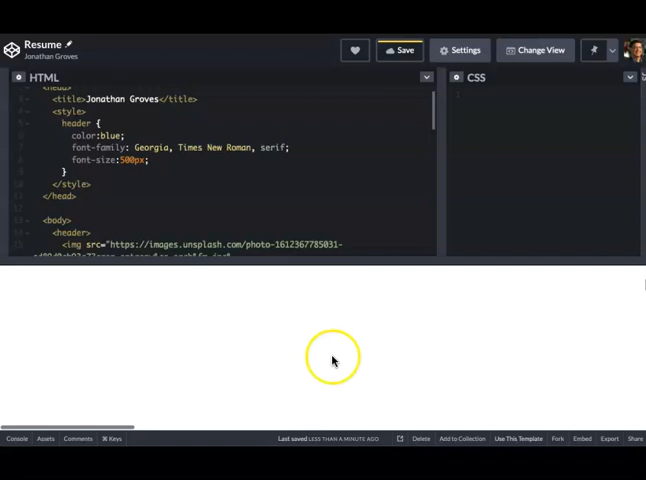 Resume
Jonathan Groves
Save
Settings
Change View
HTML
CSS
<head>
<title>Jonathan Groves</title>
<style>
header {
color:blue;
font-family: Georgia, Times New Roman, serif;
font-size:500px;
}
</style>
</head>
<body>
<header>
<img src="https://images.unsplash.com/photo-1612367785031-
Console
Assets
Comments
⌘ Keys
Last saved LESS THAN A MINUTE AGO
Delete
Add to Collection
Use This Template
Fork
Embed
Export
Share